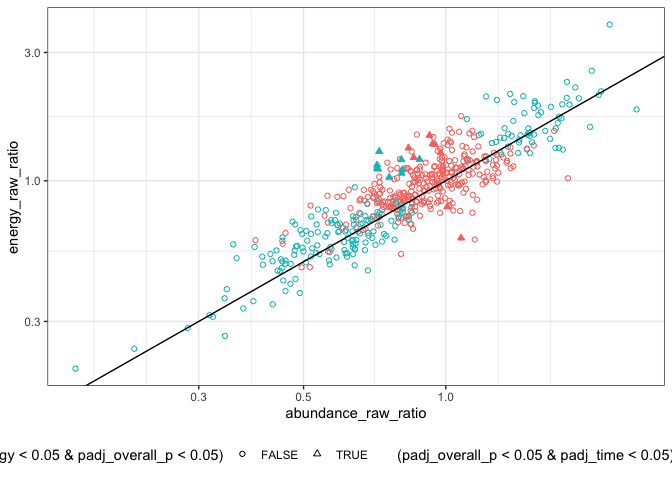 3.0
1.0
0.3
energy_raw_ratio
0.3 0.5 1.0
abundance_raw_ratio
gy < 0.05 & padj_overall_p < 0.05) FALSE TRUE (padj_overall_p < 0.05 & padj_time < 0.05)